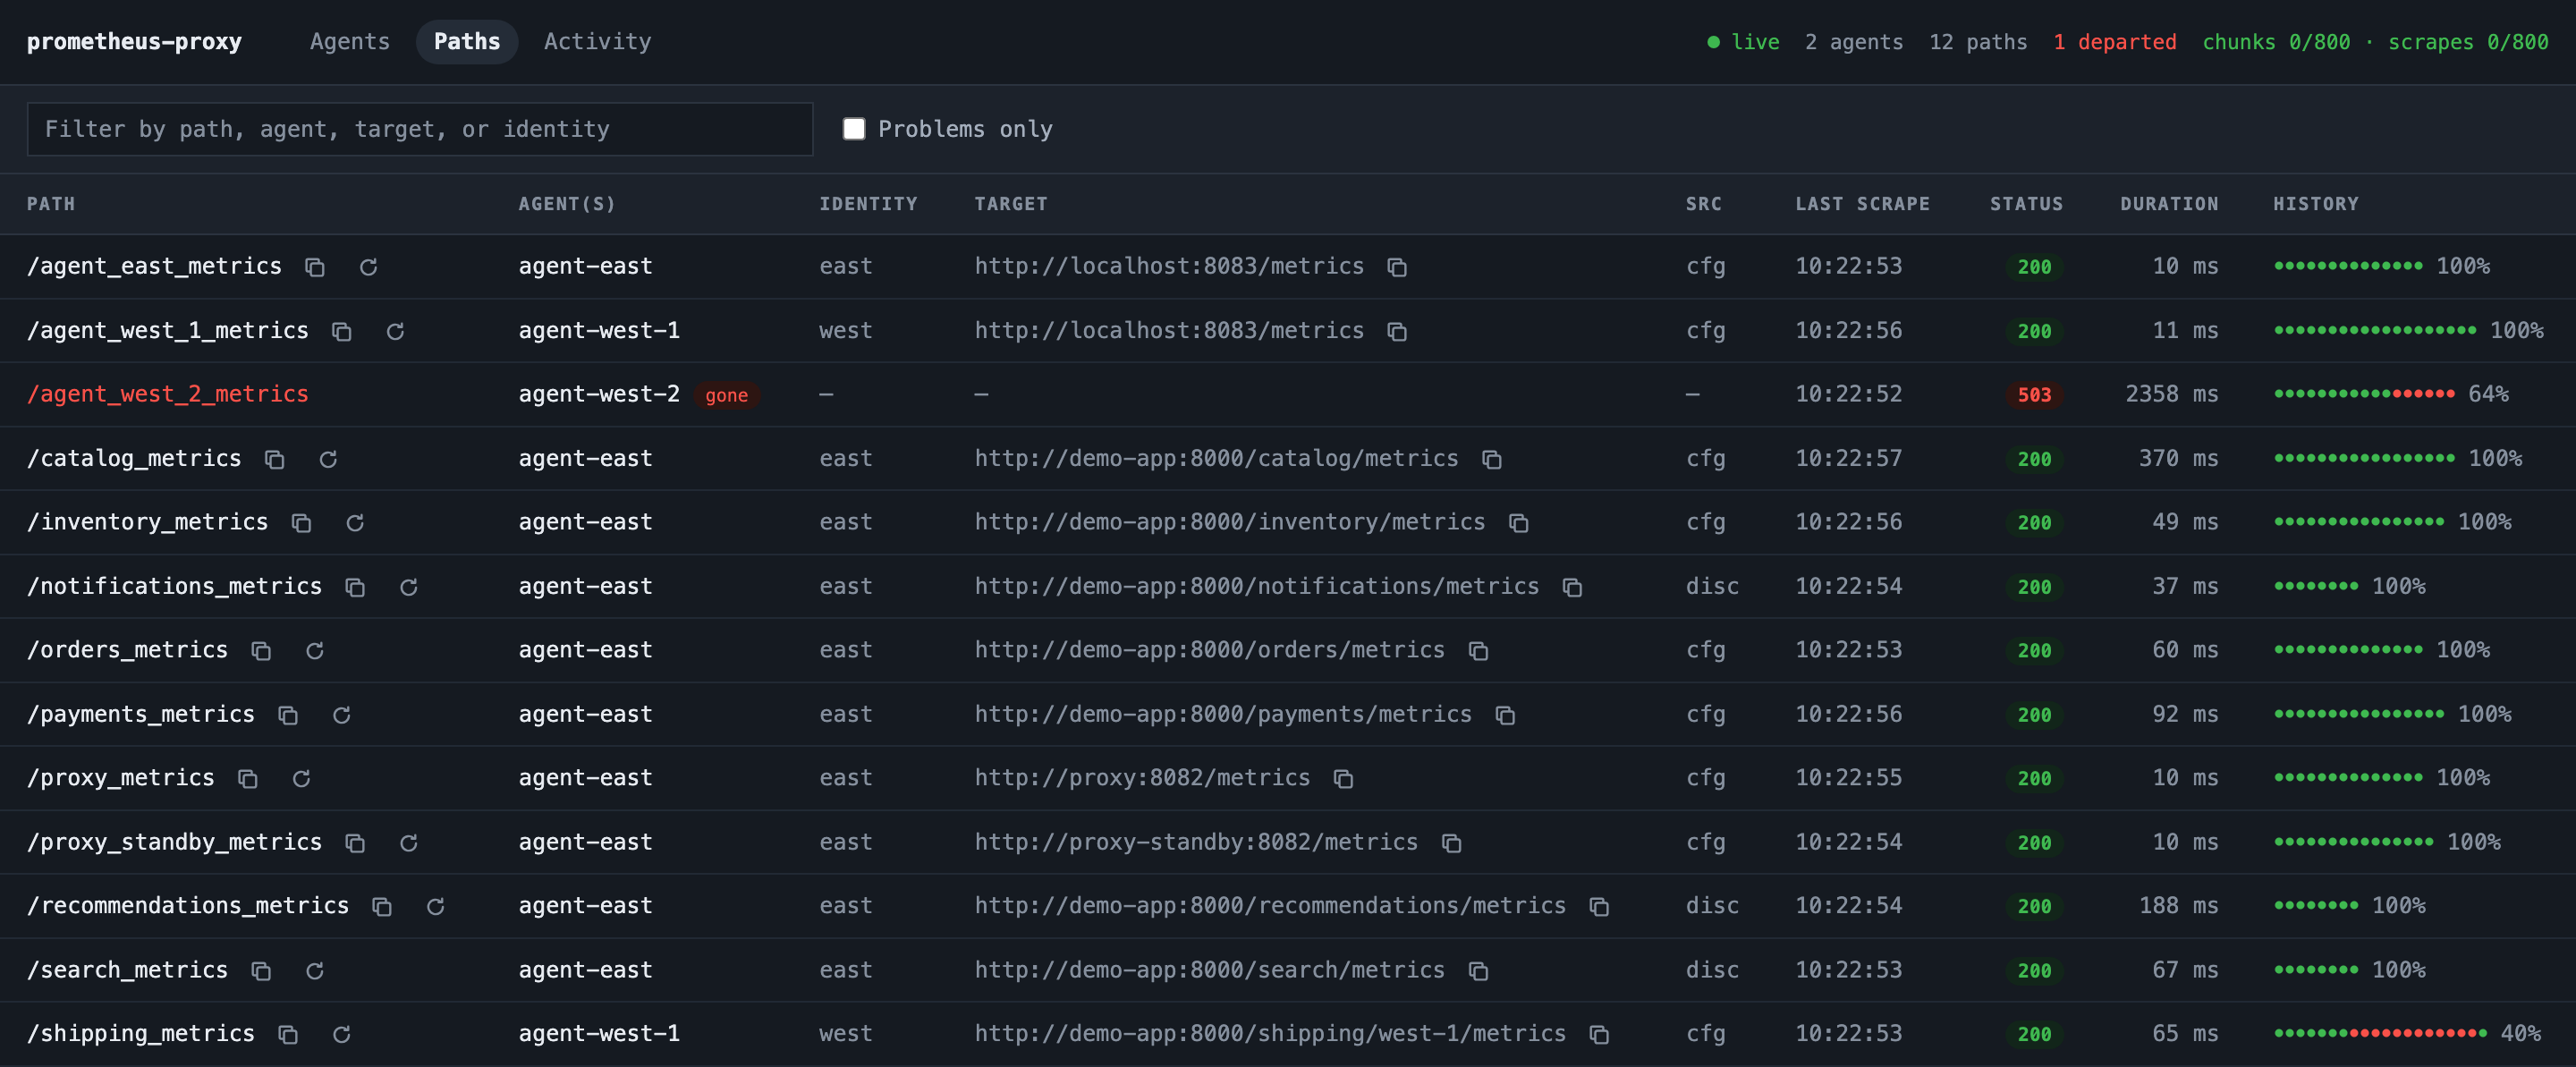 prometheus-proxy Agents Paths Activity live 2 agents 12 paths 1 departed chunks 0/800 · scrapes 0/800
Filter by path, agent, target, or identity Problems only
PATH AGENT(S) IDENTITY TARGET SRC LAST SCRAPE STATUS DURATION HISTORY
/agent_east_metrics agent-east east http://localhost:8083/metrics cfg 10:22:53 200 10 ms 100%
/agent_west_1_metrics agent-west-1 west http://localhost:8083/metrics cfg 10:22:56 200 11 ms 100%
/agent_west_2_metrics agent-west-2 gone — — — 10:22:52 503 2358 ms 64%
/catalog_metrics agent-east east http://demo-app:8000/catalog/metrics cfg 10:22:57 200 370 ms 100%
/inventory_metrics agent-east east http://demo-app:8000/inventory/metrics cfg 10:22:56 200 49 ms 100%
/notifications_metrics agent-east east http://demo-app:8000/notifications/metrics disc 10:22:54 200 37 ms 100%
/orders_metrics agent-east east http://demo-app:8000/orders/metrics cfg 10:22:53 200 60 ms 100%
/payments_metrics agent-east east http://demo-app:8000/payments/metrics cfg 10:22:56 200 92 ms 100%
/proxy_metrics agent-east east http://proxy:8082/metrics cfg 10:22:55 200 10 ms 100%
/proxy_standby_metrics agent-east east http://proxy-standby:8082/metrics cfg 10:22:54 200 10 ms 100%
/recommendations_metrics agent-east east http://demo-app:8000/recommendations/metrics disc 10:22:54 200 188 ms 100%
/search_metrics agent-east east http://demo-app:8000/search/metrics disc 10:22:53 200 67 ms 100%
/shipping_metrics agent-west-1 west http://demo-app:8000/shipping/west-1/metrics cfg 10:22:53 200 65 ms 40%